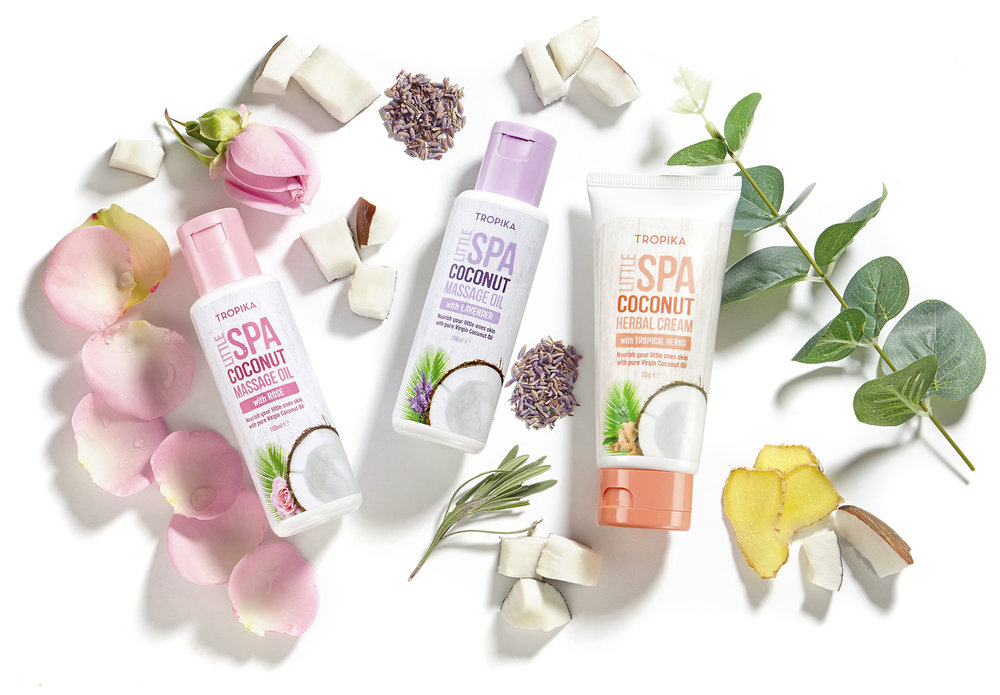 TROPIKA
LITTLE
SPA
COCONUT
MASSAGE OIL
with ROSE
Nourish your little ones skin
with pure Virgin Coconut Oil
100ml ℮
TROPIKA
LITTLE
SPA
COCONUT
MASSAGE OIL
with LAVENDER
Nourish your little ones skin
with pure Virgin Coconut Oil
100ml ℮
TROPIKA
LITTLE
SPA
COCONUT
HERBAL CREAM
with TROPICAL HERBS
Nourish your little ones skin
with pure Virgin Coconut Oil
70g ℮